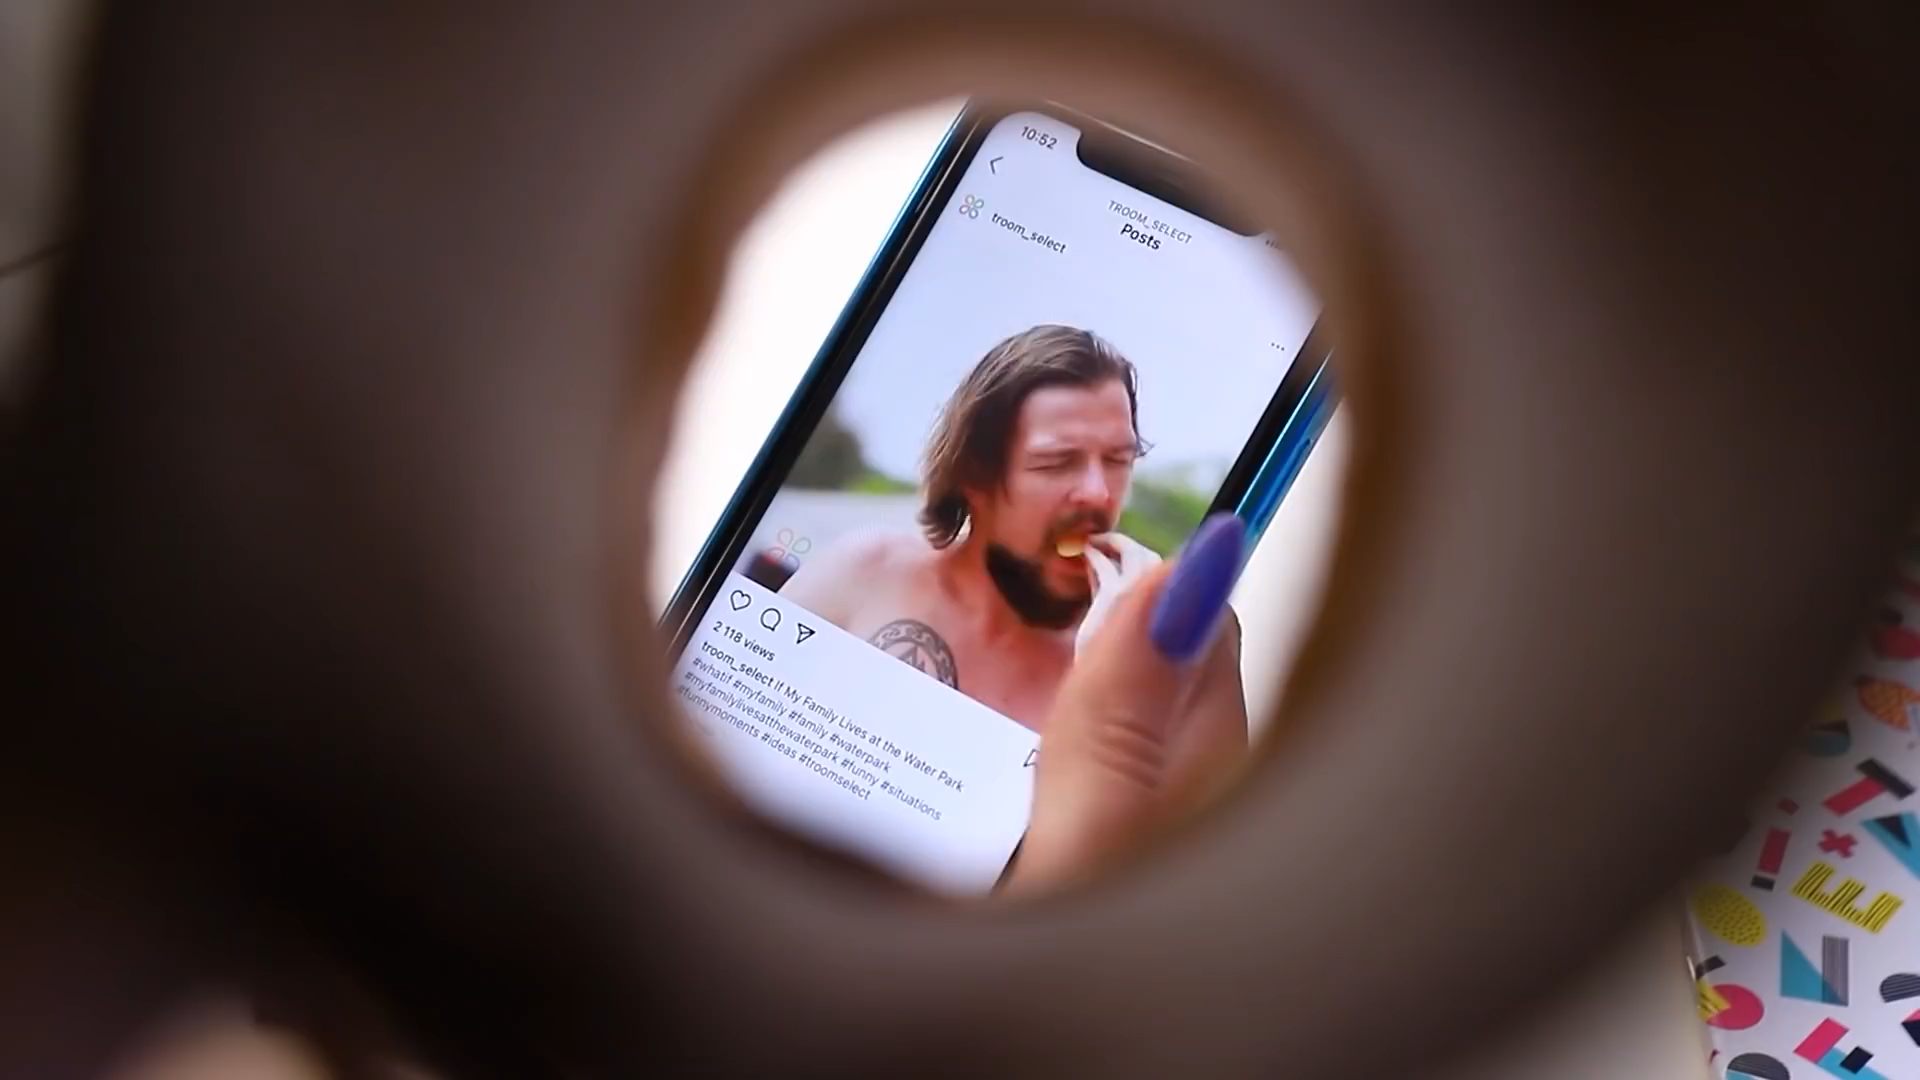 10:52
TROOM_SELECT
Posts
troom_select
2 118 views
troom_select If My Family Lives at the Water Park
#whatif #myfamily #family #waterpark
#myfamilylivesatthewaterpark #funny #situations
#funnymoments #ideas #troomselect